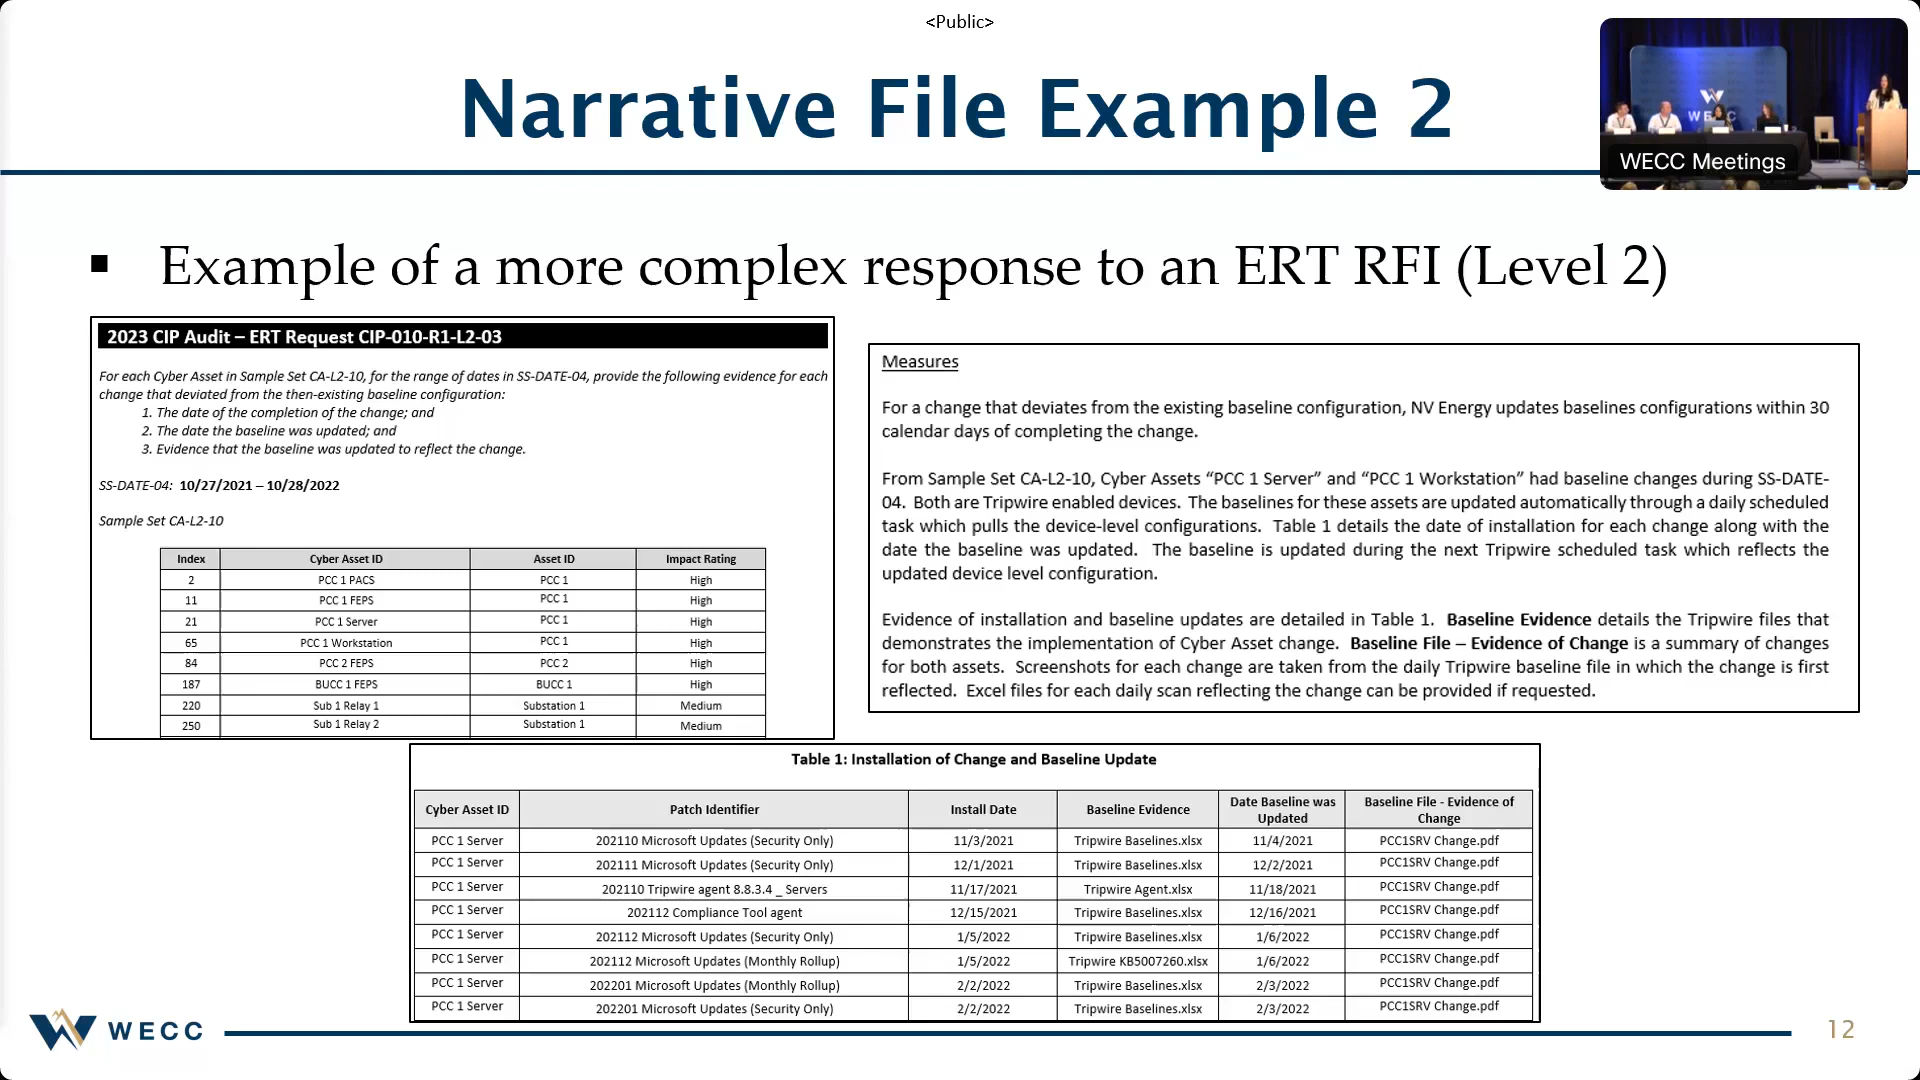 <Public>
Narrative File Example 2
WECC
WECC Meetings
▪ Example of a more complex response to an ERT RFI (Level 2)
2023 CIP Audit – ERT Request CIP-010-R1-L2-03
For each Cyber Asset in Sample Set CA-L2-10, for the range of dates in SS-DATE-04, provide the following evidence for each
change that deviated from the then-existing baseline configuration:
1. The date of the completion of the change; and
2. The date the baseline was updated; and
3. Evidence that the baseline was updated to reflect the change.
SS-DATE-04: 10/27/2021 – 10/28/2022
Sample Set CA-L2-10
Index Cyber Asset ID Asset ID Impact Rating
2 PCC 1 PACS PCC 1 High
11 PCC 1 FEPS PCC 1 High
21 PCC 1 Server PCC 1 High
65 PCC 1 Workstation PCC 1 High
84 PCC 2 FEPS PCC 2 High
187 BUCC 1 FEPS BUCC 1 High
220 Sub 1 Relay 1 Substation 1 Medium
250 Sub 1 Relay 2 Substation 1 Medium
Measures
For a change that deviates from the existing baseline configuration, NV Energy updates baselines configurations within 30
calendar days of completing the change.
From Sample Set CA-L2-10, Cyber Assets “PCC 1 Server” and “PCC 1 Workstation” had baseline changes during SS-DATE-
04. Both are Tripwire enabled devices. The baselines for these assets are updated automatically through a daily scheduled
task which pulls the device-level configurations. Table 1 details the date of installation for each change along with the
date the baseline was updated. The baseline is updated during the next Tripwire scheduled task which reflects the
updated device level configuration.
Evidence of installation and baseline updates are detailed in Table 1. Baseline Evidence details the Tripwire files that
demonstrates the implementation of Cyber Asset change. Baseline File – Evidence of Change is a summary of changes
for both assets. Screenshots for each change are taken from the daily Tripwire baseline file in which the change is first
reflected. Excel files for each daily scan reflecting the change can be provided if requested.
Table 1: Installation of Change and Baseline Update
Cyber Asset ID Patch Identifier Install Date Baseline Evidence Date Baseline was Updated Baseline File - Evidence of Change
PCC 1 Server 202110 Microsoft Updates (Security Only) 11/3/2021 Tripwire Baselines.xlsx 11/4/2021 PCC1SRV Change.pdf
PCC 1 Server 202111 Microsoft Updates (Security Only) 12/1/2021 Tripwire Baselines.xlsx 12/2/2021 PCC1SRV Change.pdf
PCC 1 Server 202110 Tripwire agent 8.8.3.4 _ Servers 11/17/2021 Tripwire Agent.xlsx 11/18/2021 PCC1SRV Change.pdf
PCC 1 Server 202112 Compliance Tool agent 12/15/2021 Tripwire Baselines.xlsx 12/16/2021 PCC1SRV Change.pdf
PCC 1 Server 202112 Microsoft Updates (Security Only) 1/5/2022 Tripwire Baselines.xlsx 1/6/2022 PCC1SRV Change.pdf
PCC 1 Server 202112 Microsoft Updates (Monthly Rollup) 1/5/2022 Tripwire KB5007260.xlsx 1/6/2022 PCC1SRV Change.pdf
PCC 1 Server 202201 Microsoft Updates (Monthly Rollup) 2/2/2022 Tripwire Baselines.xlsx 2/3/2022 PCC1SRV Change.pdf
PCC 1 Server 202201 Microsoft Updates (Security Only) 2/2/2022 Tripwire Baselines.xlsx 2/3/2022 PCC1SRV Change.pdf
WECC
12